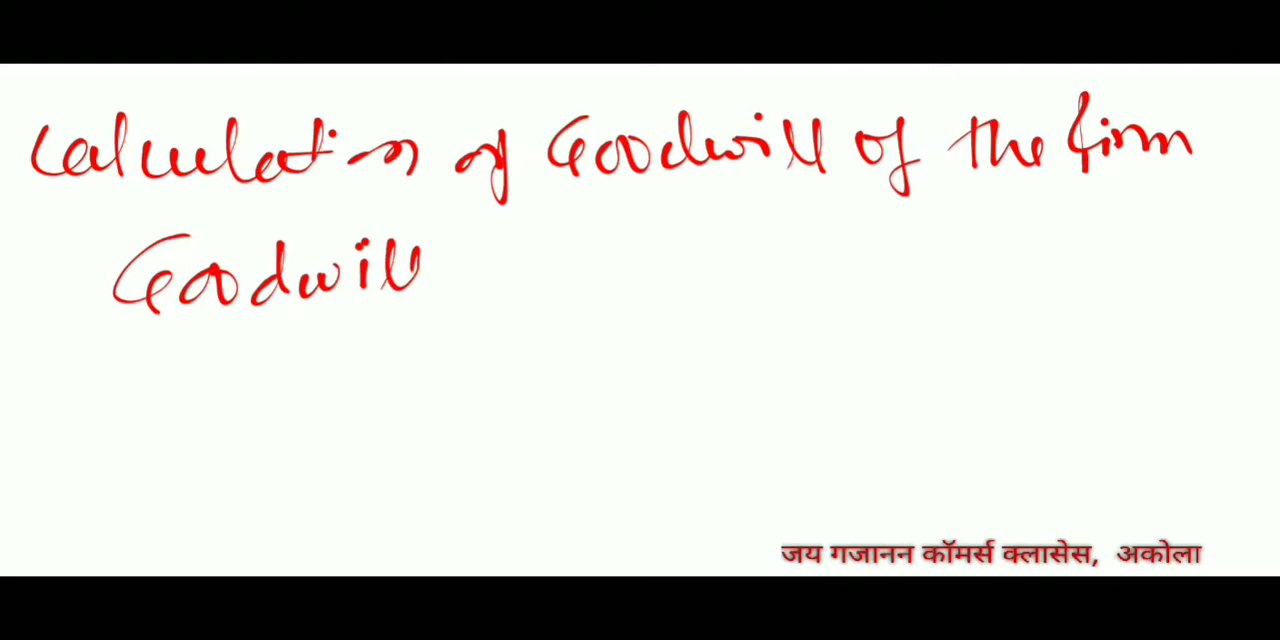 Calculation of Goodwill of the firm
Goodwill
जय गजानन कॉमर्स क्लासेस, अकोला